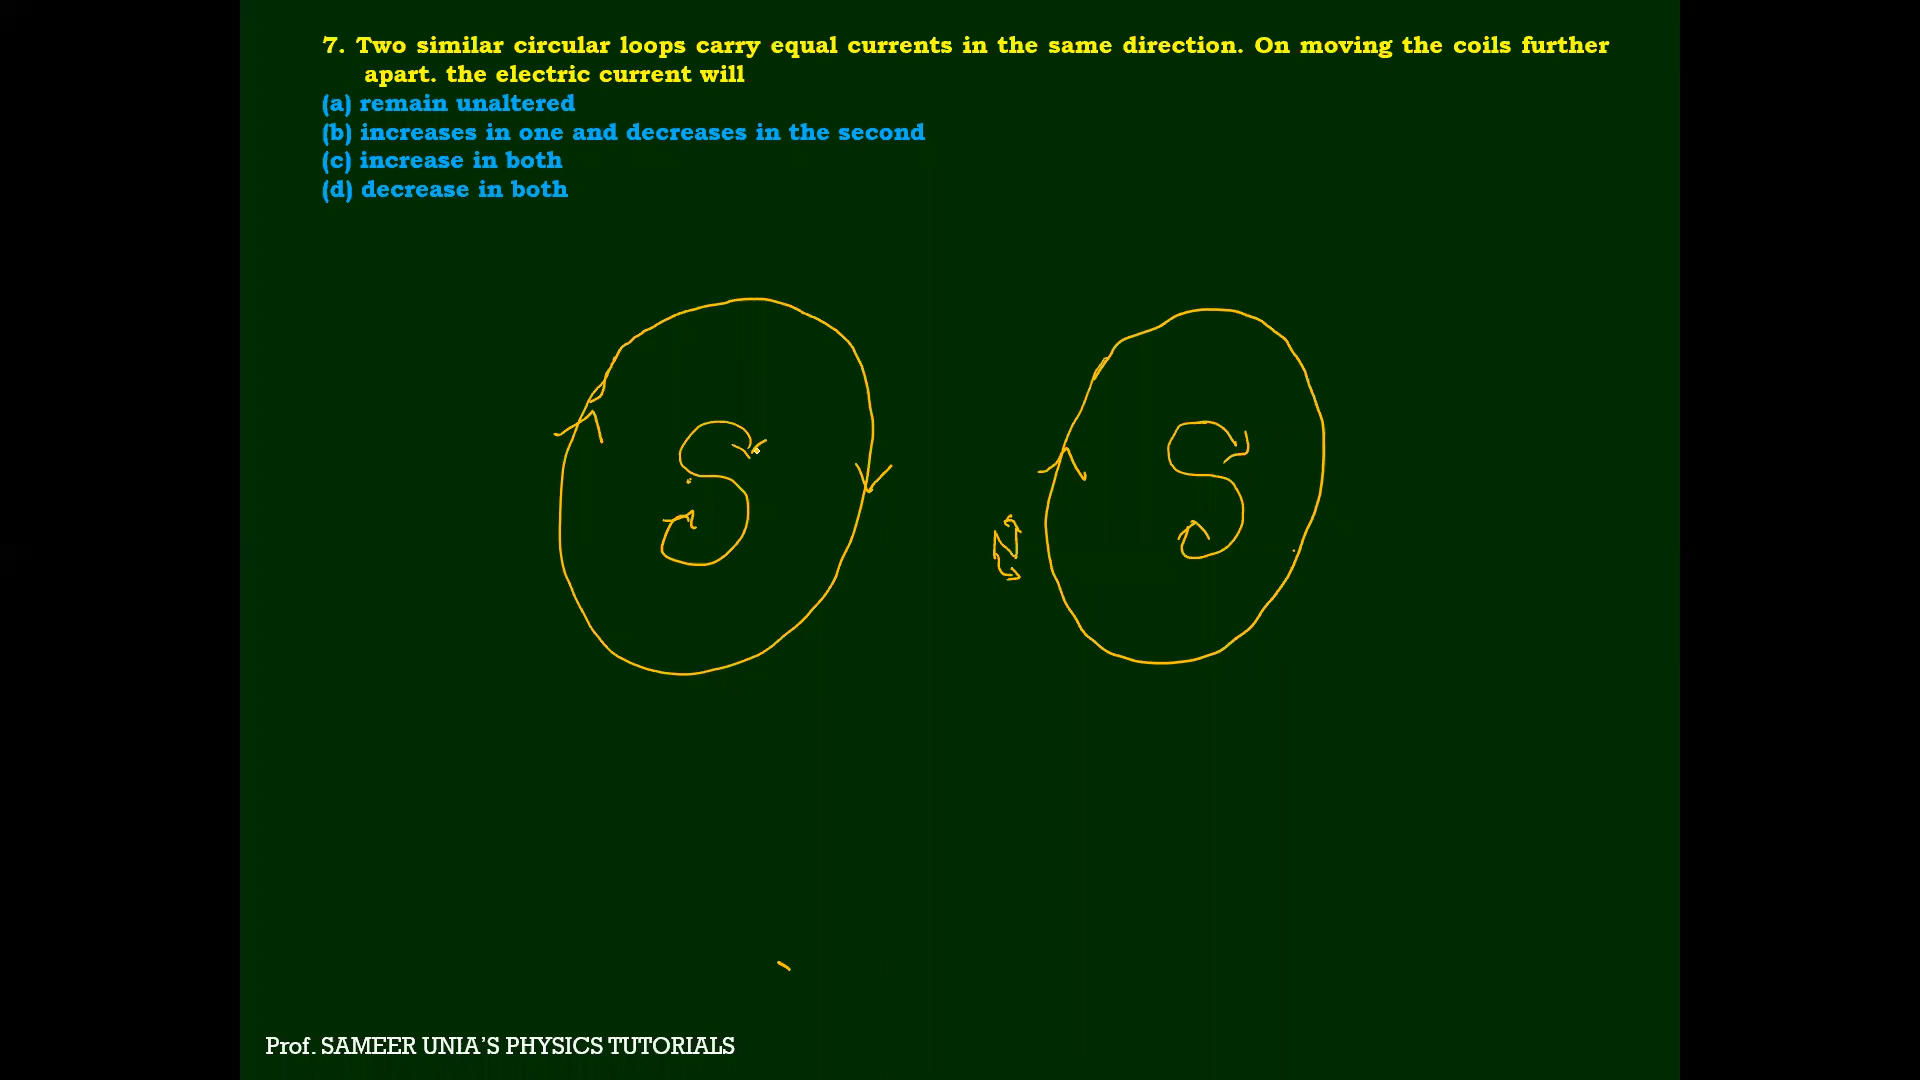 7. Two similar circular loops carry equal currents in the same direction. On moving the coils further
apart. the electric current will
(a) remain unaltered
(b) increases in one and decreases in the second
(c) increase in both
(d) decrease in both
S
S
N
Prof. SAMEER UNIA'S PHYSICS TUTORIALS